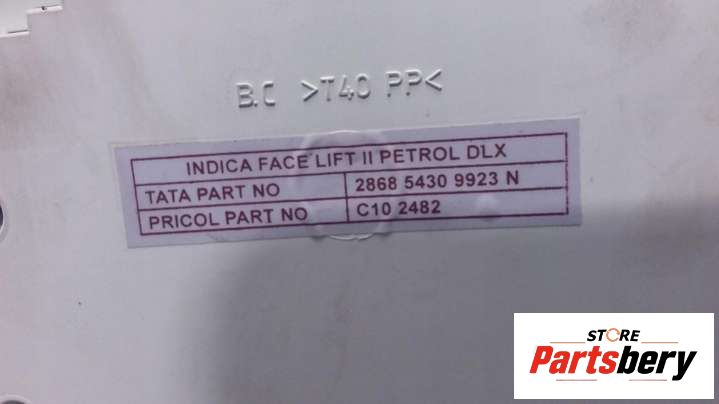 B.C >T40 PP<
INDICA FACE LIFT II PETROL DLX
TATA PART NO 2868 5430 9923 N
PRICOL PART NO C10 2482
STORE
Partsbery